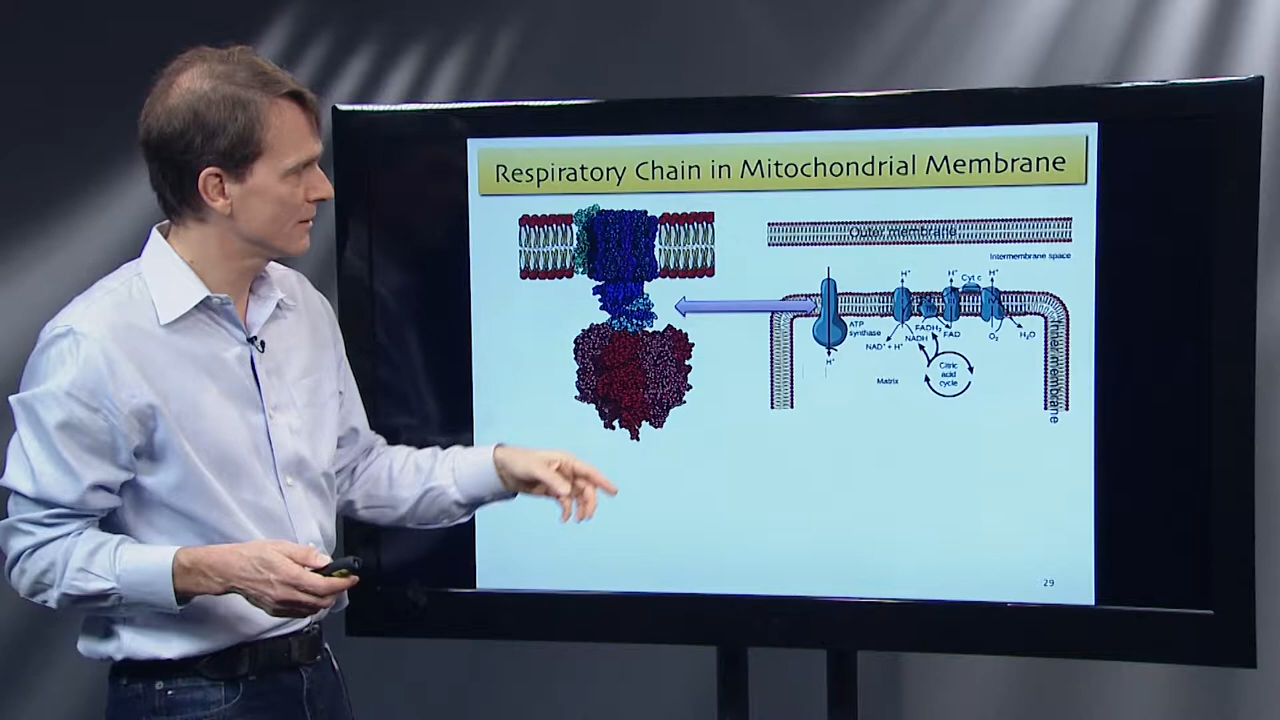 Respiratory Chain in Mitochondrial Membrane
Outer membrane
Intermembrane space
H⁺
H⁺
Cyt c
H⁺
ATP
synthase
H⁺
NAD⁺ + H⁺
NADH
FADH₂
FAD
O₂
H₂O
Citric
acid
cycle
Matrix
Inner membrane
29